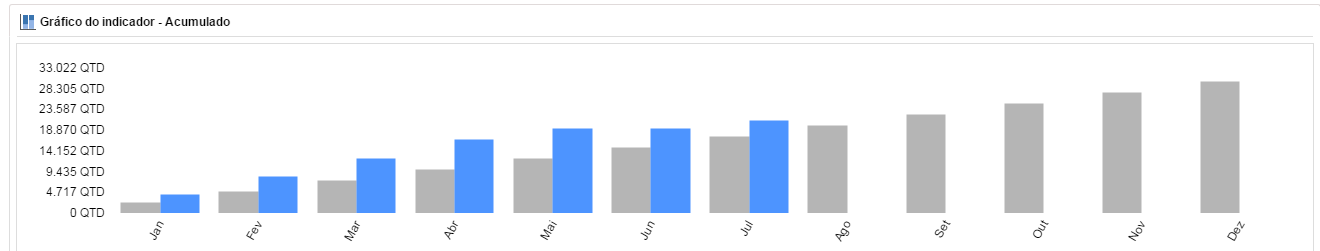 Gráfico do indicador - Acumulado
33.022 QTD
28.305 QTD
23.587 QTD
18.870 QTD
14.152 QTD
9.435 QTD
4.717 QTD
0 QTD
Jan Fev Mar Abr Mai Jun Jul Ago Set Out Nov Dez